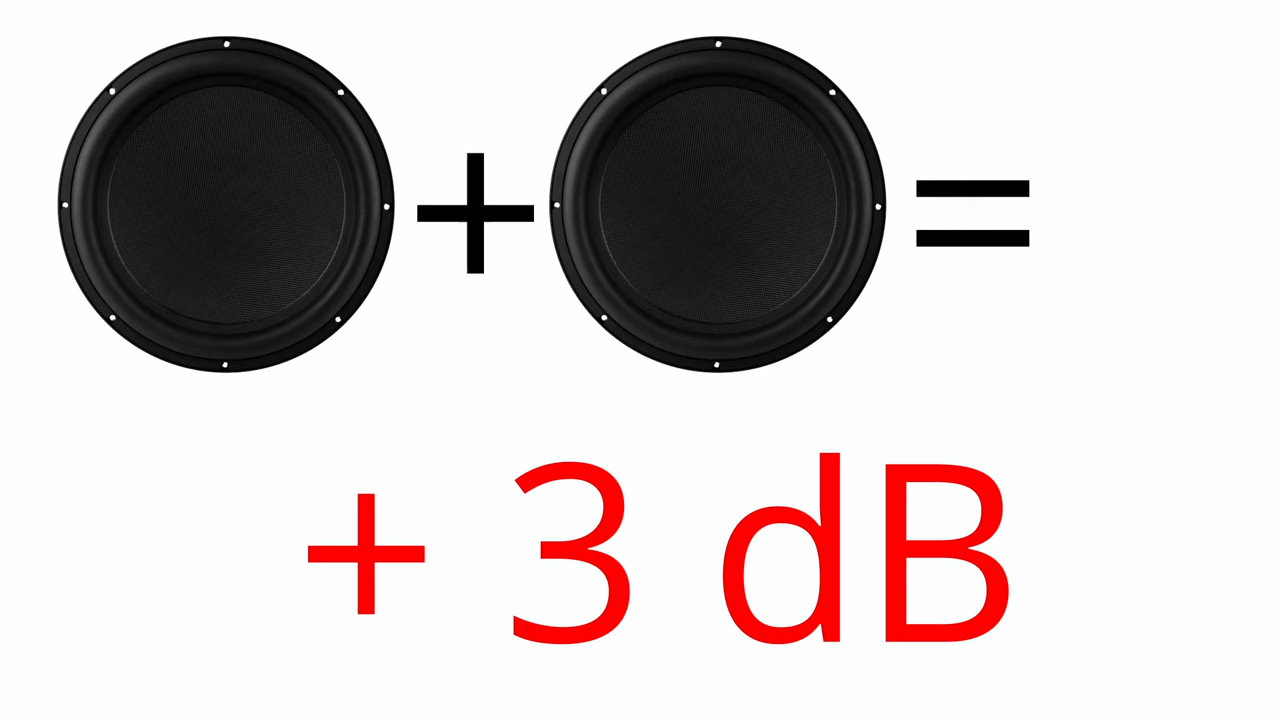 + =
+ 3 dB